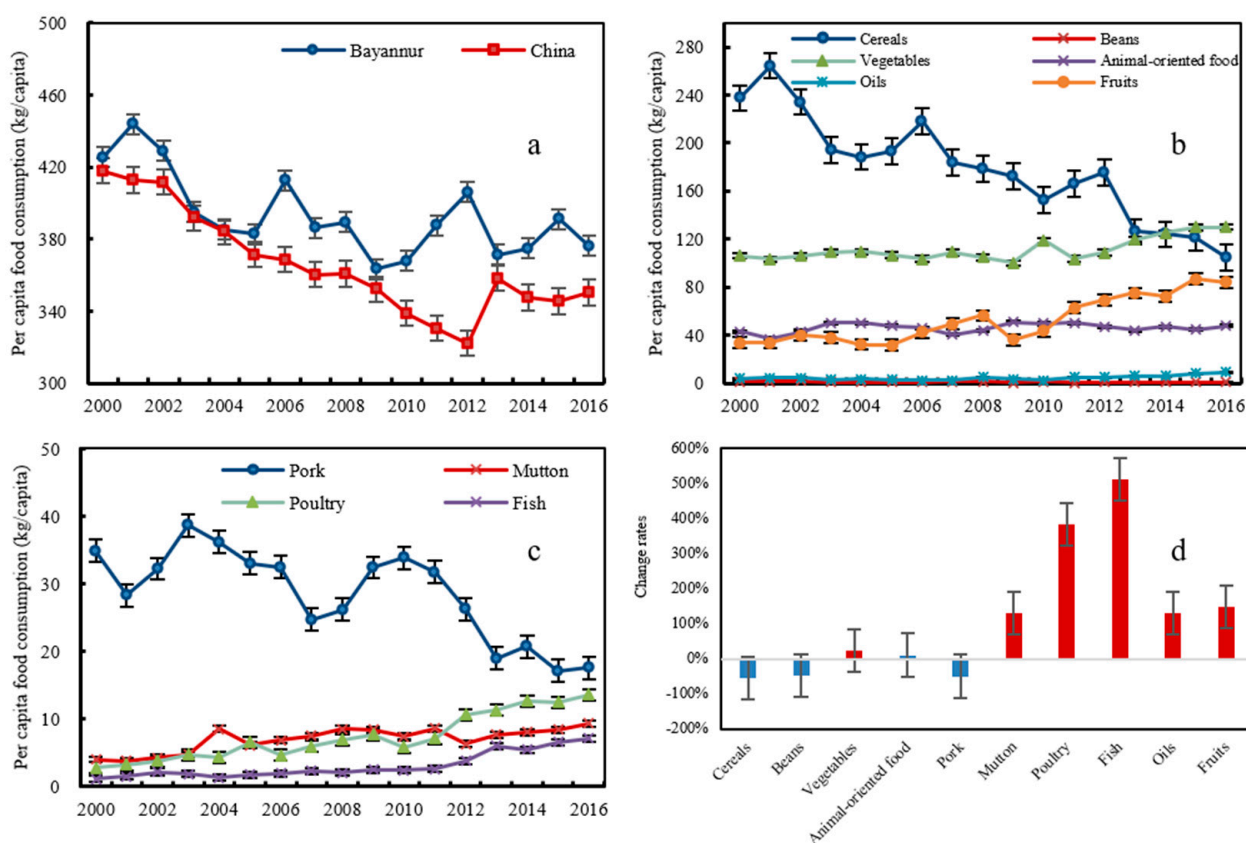 Per capita food consumption (kg/capita)
500
460
420
380
340
300
Bayannur China
a
2000 2002 2004 2006 2008 2010 2012 2014 2016
Per capita food consumption (kg/capita)
280
240
200
160
120
80
40
0
Cereals Beans
Vegetables Animal-oriented food
Oils Fruits
b
2000 2002 2004 2006 2008 2010 2012 2014 2016
Per capita food consumption (kg/capita)
50
40
30
20
10
0
Pork Mutton
Poultry Fish
c
2000 2002 2004 2006 2008 2010 2012 2014 2016
Change rates
600%
500%
400%
300%
200%
100%
0%
-100%
-200%
d
Cereals
Beans
Vegetables
Animal-oriented food
Pork
Mutton
Poultry
Fish
Oils
Fruits